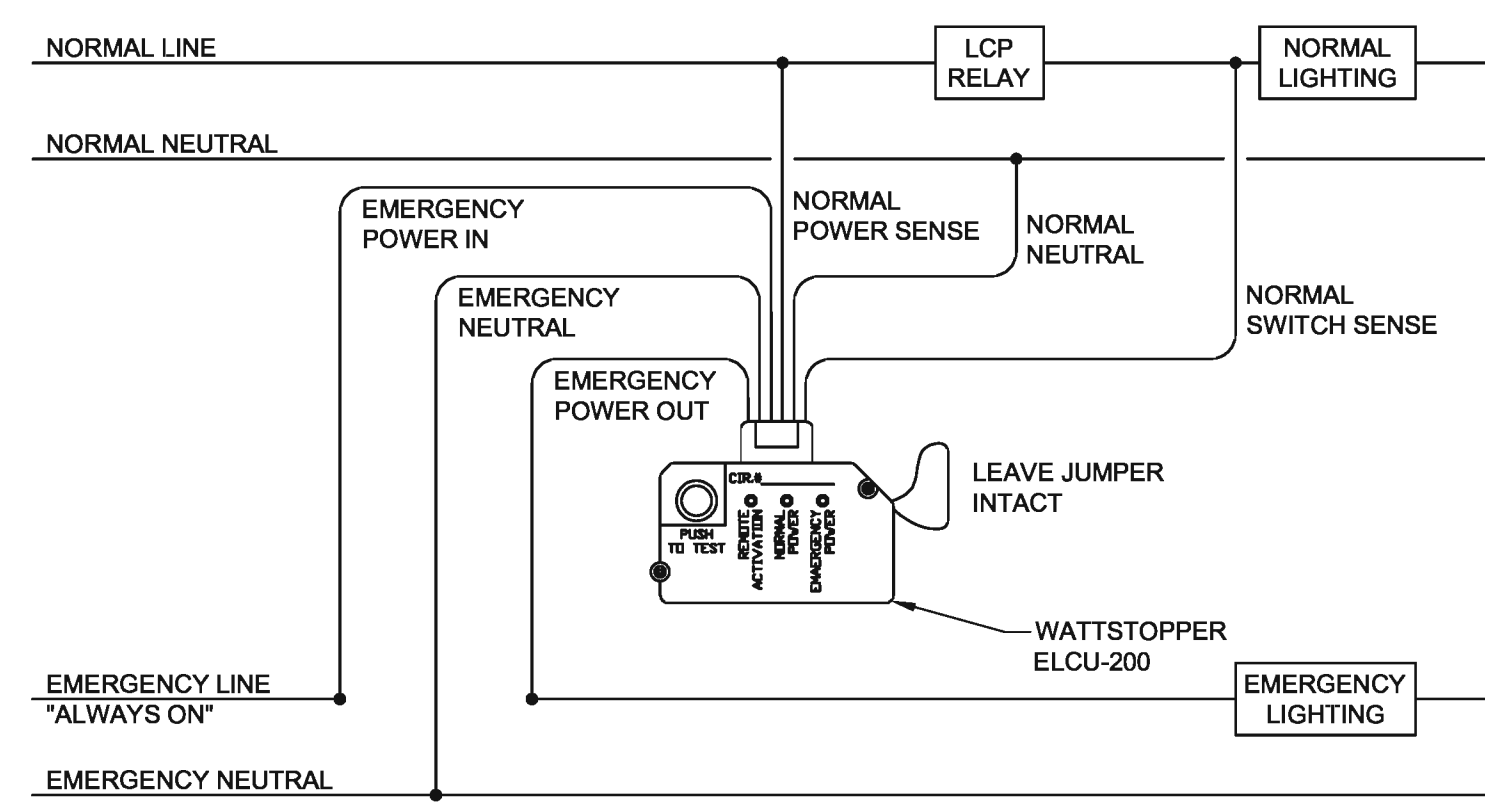 NORMAL LINE
LCP
RELAY
NORMAL
LIGHTING
NORMAL NEUTRAL
EMERGENCY
POWER IN
NORMAL
POWER SENSE
NORMAL
NEUTRAL
EMERGENCY
NEUTRAL
NORMAL
SWITCH SENSE
EMERGENCY
POWER OUT
LEAVE JUMPER
INTACT
CIR.#
PUSH
TO TEST
REMOTE
ACTIVATION
NORMAL
POWER
EMAERGENCY
POWER
WATTSTOPPER
ELCU-200
EMERGENCY LINE
"ALWAYS ON"
EMERGENCY
LIGHTING
EMERGENCY NEUTRAL